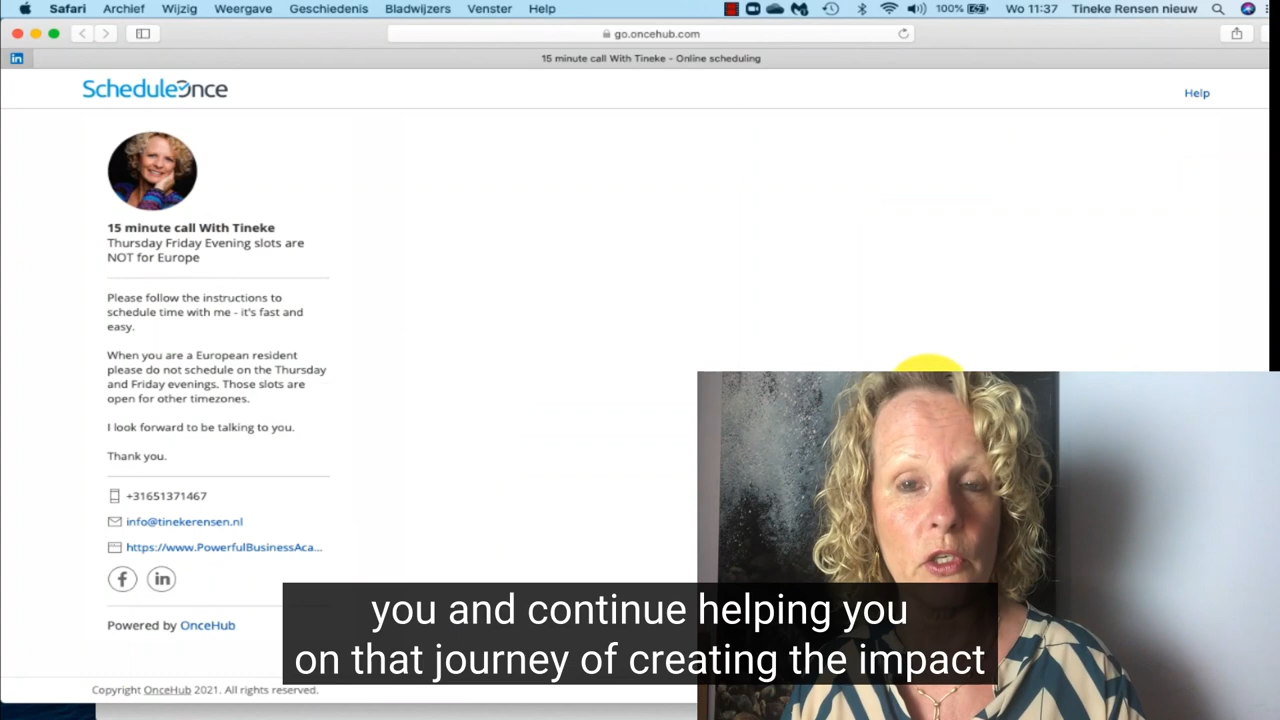 Safari Archief Wijzig Weergave Geschiedenis Bladwijzers Venster Help 100% Wo 11:37 Tineke Rensen nieuw
go.oncehub.com
in 15 minute call With Tineke - Online scheduling
ScheduleOnce
Help
15 minute call With Tineke
Thursday Friday Evening slots are
NOT for Europe
Please follow the instructions to
schedule time with me - it's fast and
easy.
When you are a European resident
please do not schedule on the Thursday
and Friday evenings. Those slots are
open for other timezones.
I look forward to be talking to you.
Thank you.
+31651371467
info@tinekerensen.nl
https://www.PowerfulBusinessAca...
f in
Powered by OnceHub
you and continue helping you
on that journey of creating the impact
Copyright OnceHub 2021. All rights reserved.